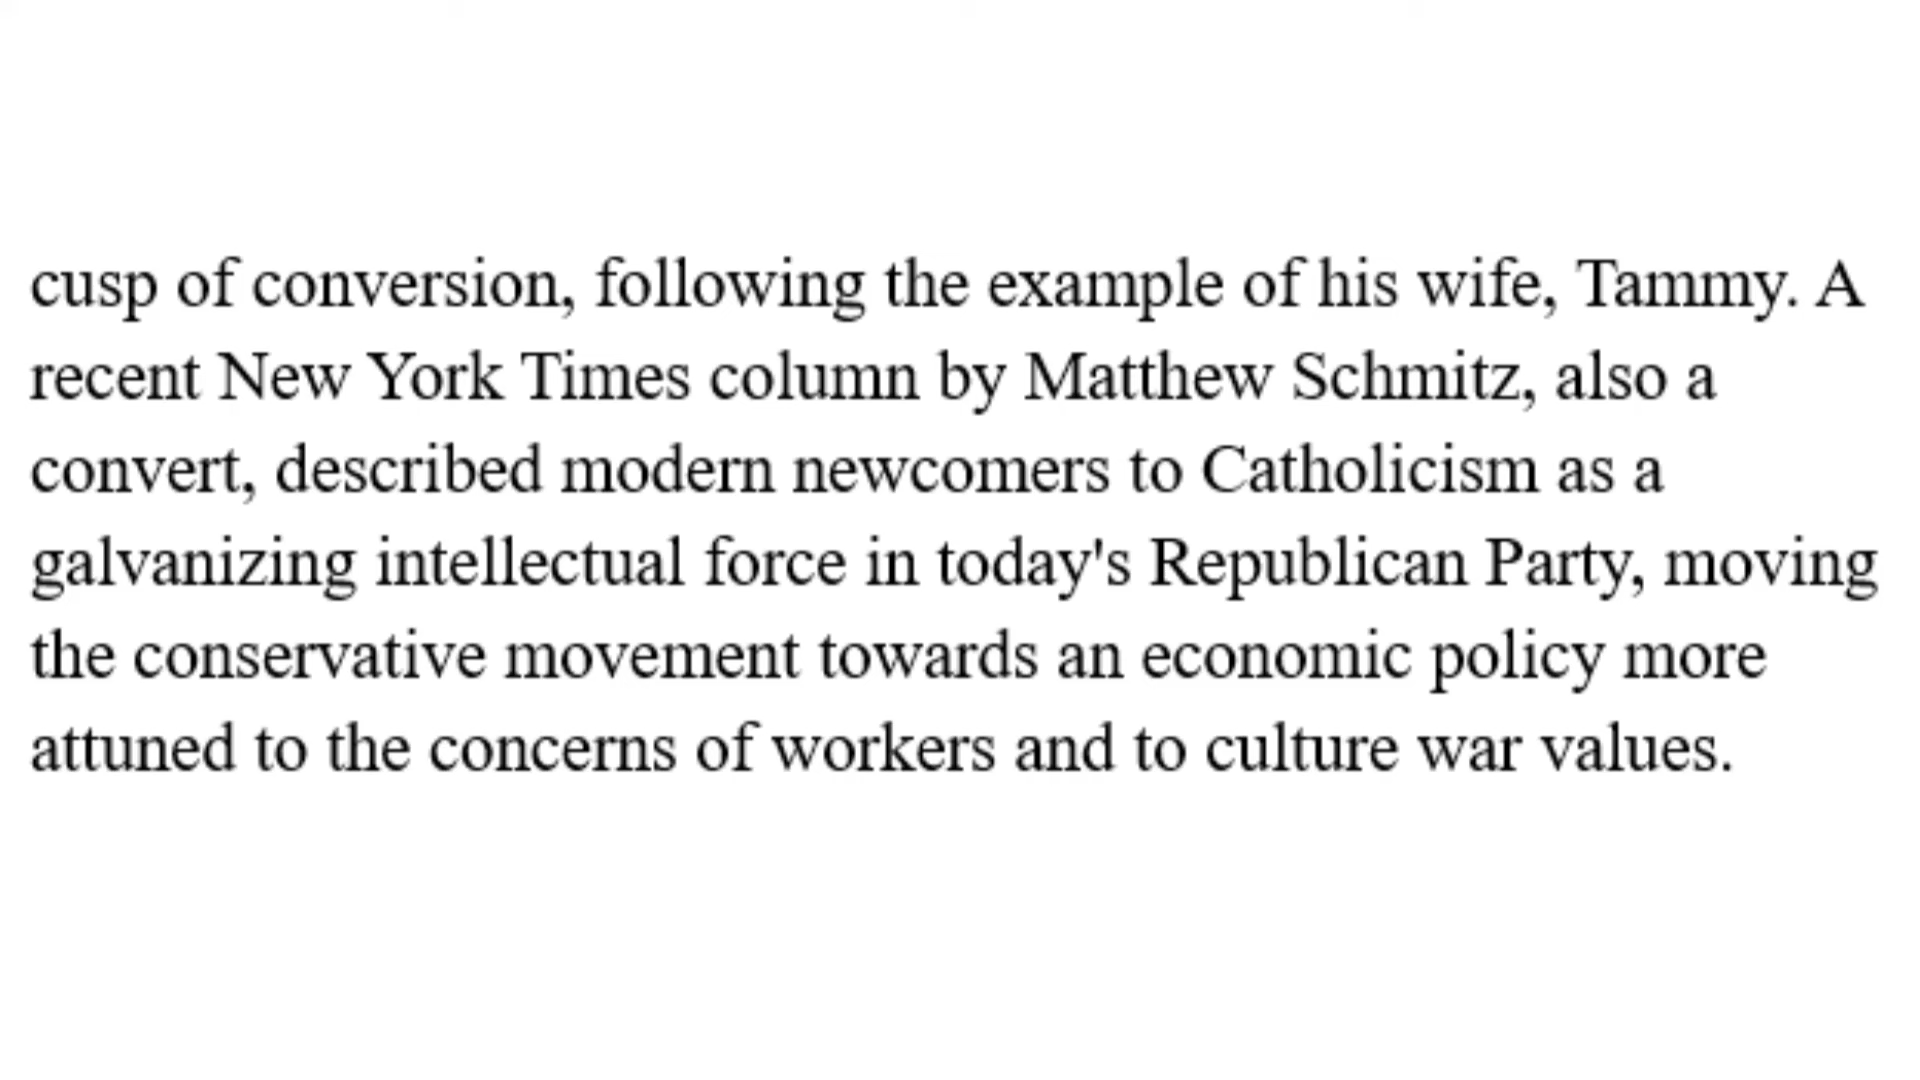 cusp of conversion, following the example of his wife, Tammy. A
recent New York Times column by Matthew Schmitz, also a
convert, described modern newcomers to Catholicism as a
galvanizing intellectual force in today's Republican Party, moving
the conservative movement towards an economic policy more
attuned to the concerns of workers and to culture war values.